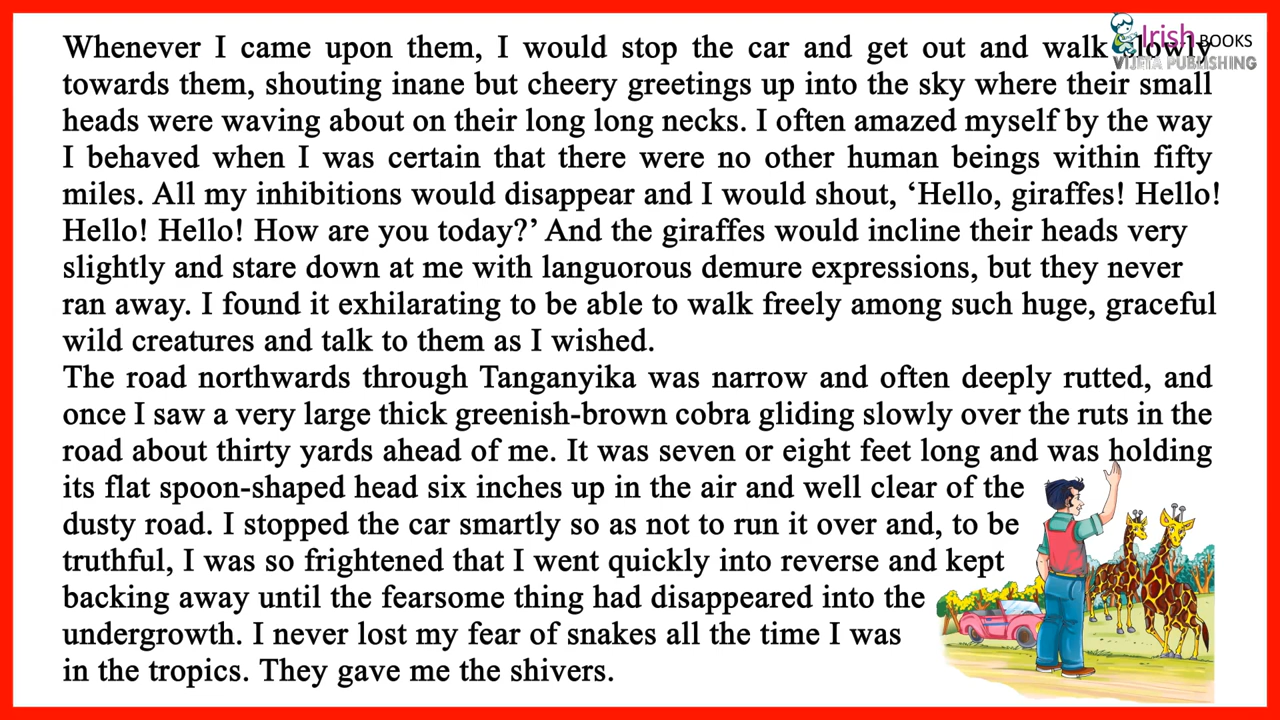 Irish BOOKS
VIJETA PUBLISHING
Whenever I came upon them, I would stop the car and get out and walk slowly
towards them, shouting inane but cheery greetings up into the sky where their small
heads were waving about on their long long necks. I often amazed myself by the way
I behaved when I was certain that there were no other human beings within fifty
miles. All my inhibitions would disappear and I would shout, ‘Hello, giraffes! Hello!
Hello! Hello! How are you today?’ And the giraffes would incline their heads very
slightly and stare down at me with languorous demure expressions, but they never
ran away. I found it exhilarating to be able to walk freely among such huge, graceful
wild creatures and talk to them as I wished.
The road northwards through Tanganyika was narrow and often deeply rutted, and
once I saw a very large thick greenish-brown cobra gliding slowly over the ruts in the
road about thirty yards ahead of me. It was seven or eight feet long and was holding
its flat spoon-shaped head six inches up in the air and well clear of the
dusty road. I stopped the car smartly so as not to run it over and, to be
truthful, I was so frightened that I went quickly into reverse and kept
backing away until the fearsome thing had disappeared into the
undergrowth. I never lost my fear of snakes all the time I was
in the tropics. They gave me the shivers.